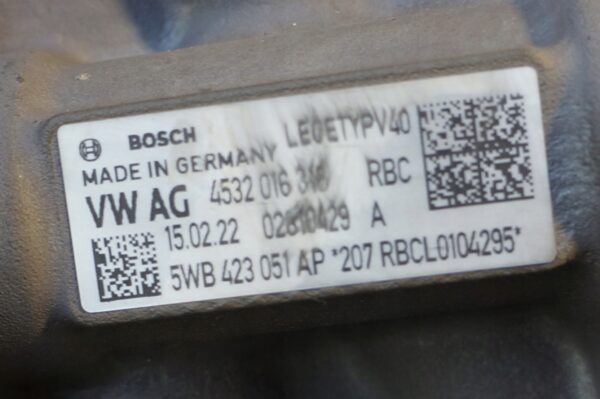 BOSCH LEGETYPV40
MADE IN GERMANY
VW AG 4532 016 RBC
15.02.22 02810429 A
5WB 423 051 AP *207 RBCL0104295*